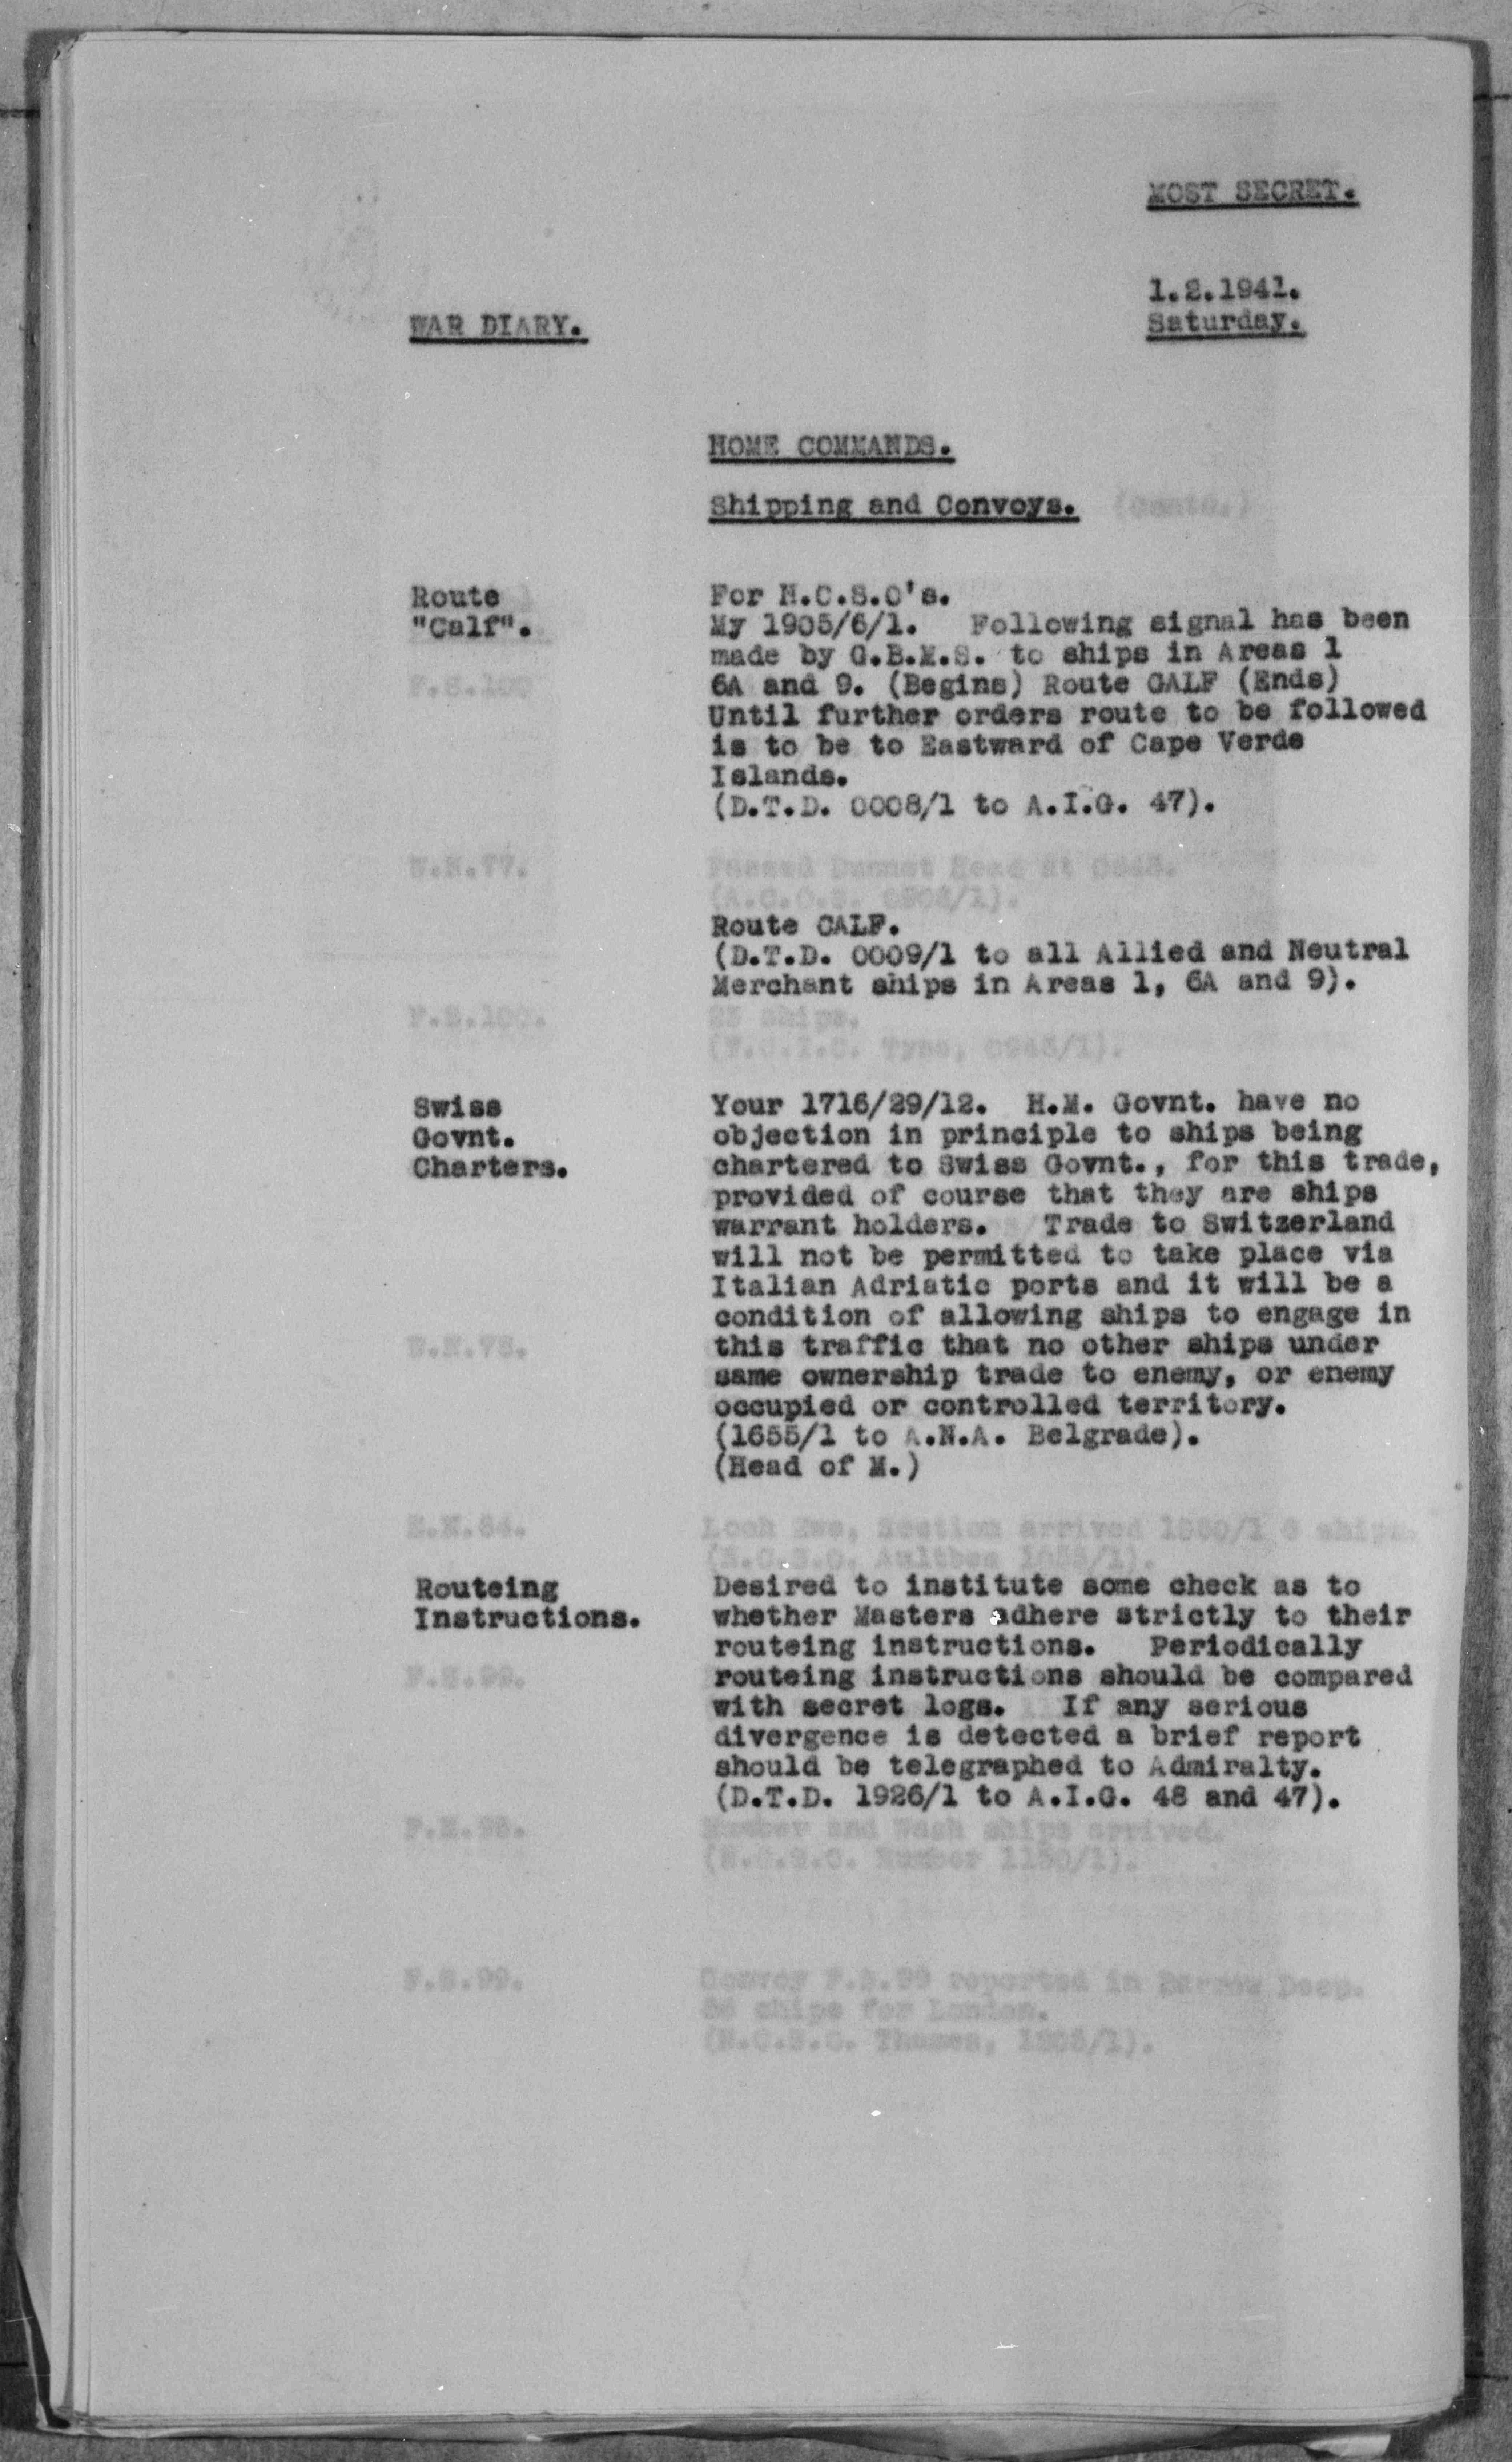 MOST SECRET.
1.2.1941.
WAR DIARY.
Saturday.
HOME COMMANDS.
Shipping and Convoys.
Route
"Calf".
For N.C.S.O's.
My 1905/6/1. Following signal has been
made by G.B.M.S. to ships in Areas 1
6A and 9. (Begins) Route CALF (Ends)
Until further orders route to be followed
is to be to Eastward of Cape Verde
Islands.
(D.T.D. 0008/1 to A.I.G. 47).
Route CALF.
(D.T.D. 0009/1 to all Allied and Neutral
Merchant ships in Areas 1, 6A and 9).
Swiss
Govnt.
Charters.
Your 1716/29/12. H.M. Govnt. have no
objection in principle to ships being
chartered to Swiss Govnt., for this trade,
provided of course that they are ships
warrant holders. Trade to Switzerland
will not be permitted to take place via
Italian Adriatic ports and it will be a
condition of allowing ships to engage in
this traffic that no other ships under
same ownership trade to enemy, or enemy
occupied or controlled territory.
(1655/1 to A.N.A. Belgrade).
(Head of M.)
Routeing
Instructions.
Desired to institute some check as to
whether Masters adhere strictly to their
routeing instructions. Periodically
routeing instructions should be compared
with secret logs. If any serious
divergence is detected a brief report
should be telegraphed to Admiralty.
(D.T.D. 1926/1 to A.I.G. 48 and 47).